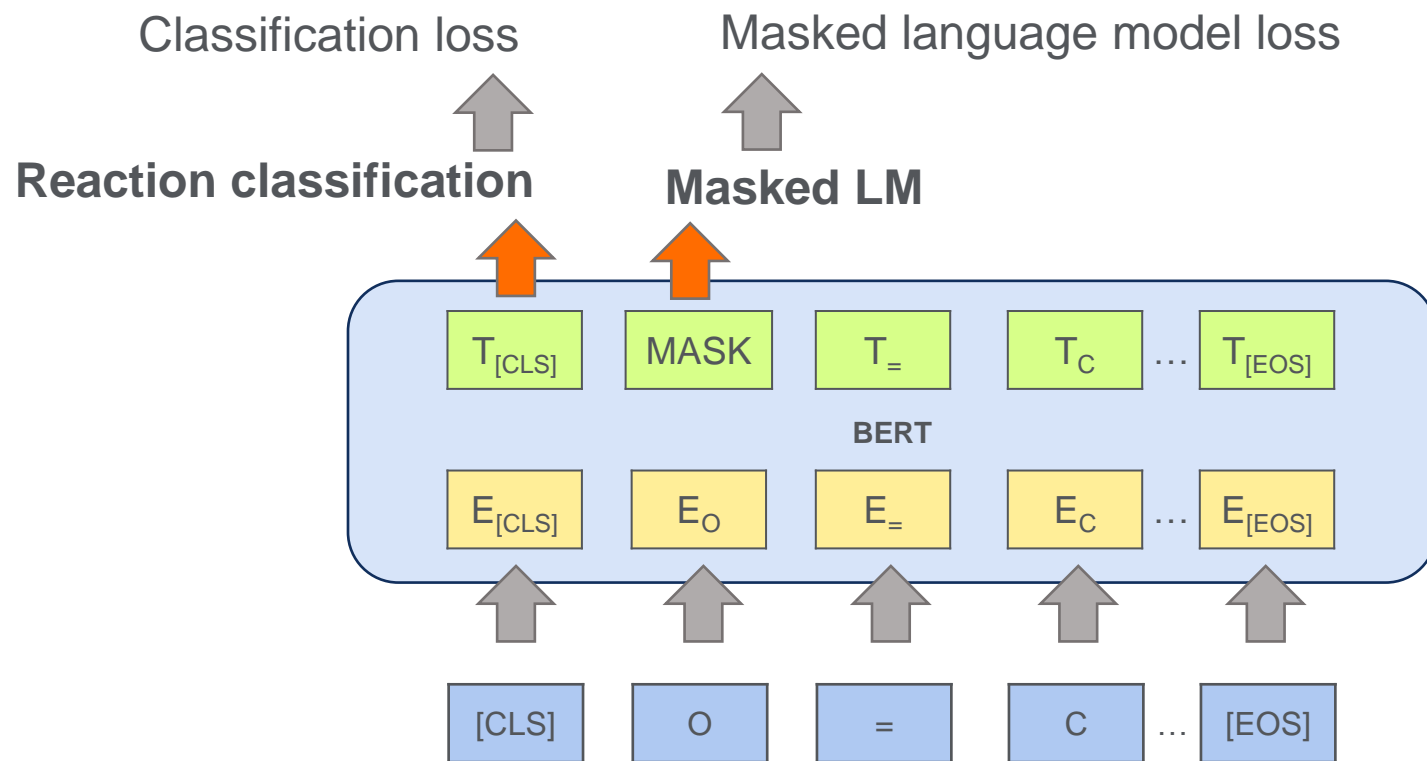 Classification loss Masked language model loss
Reaction classification Masked LM
T[CLS] MASK T= TC … T[EOS]
BERT
E[CLS] EO E= EC … E[EOS]
[CLS] O = C … [EOS]